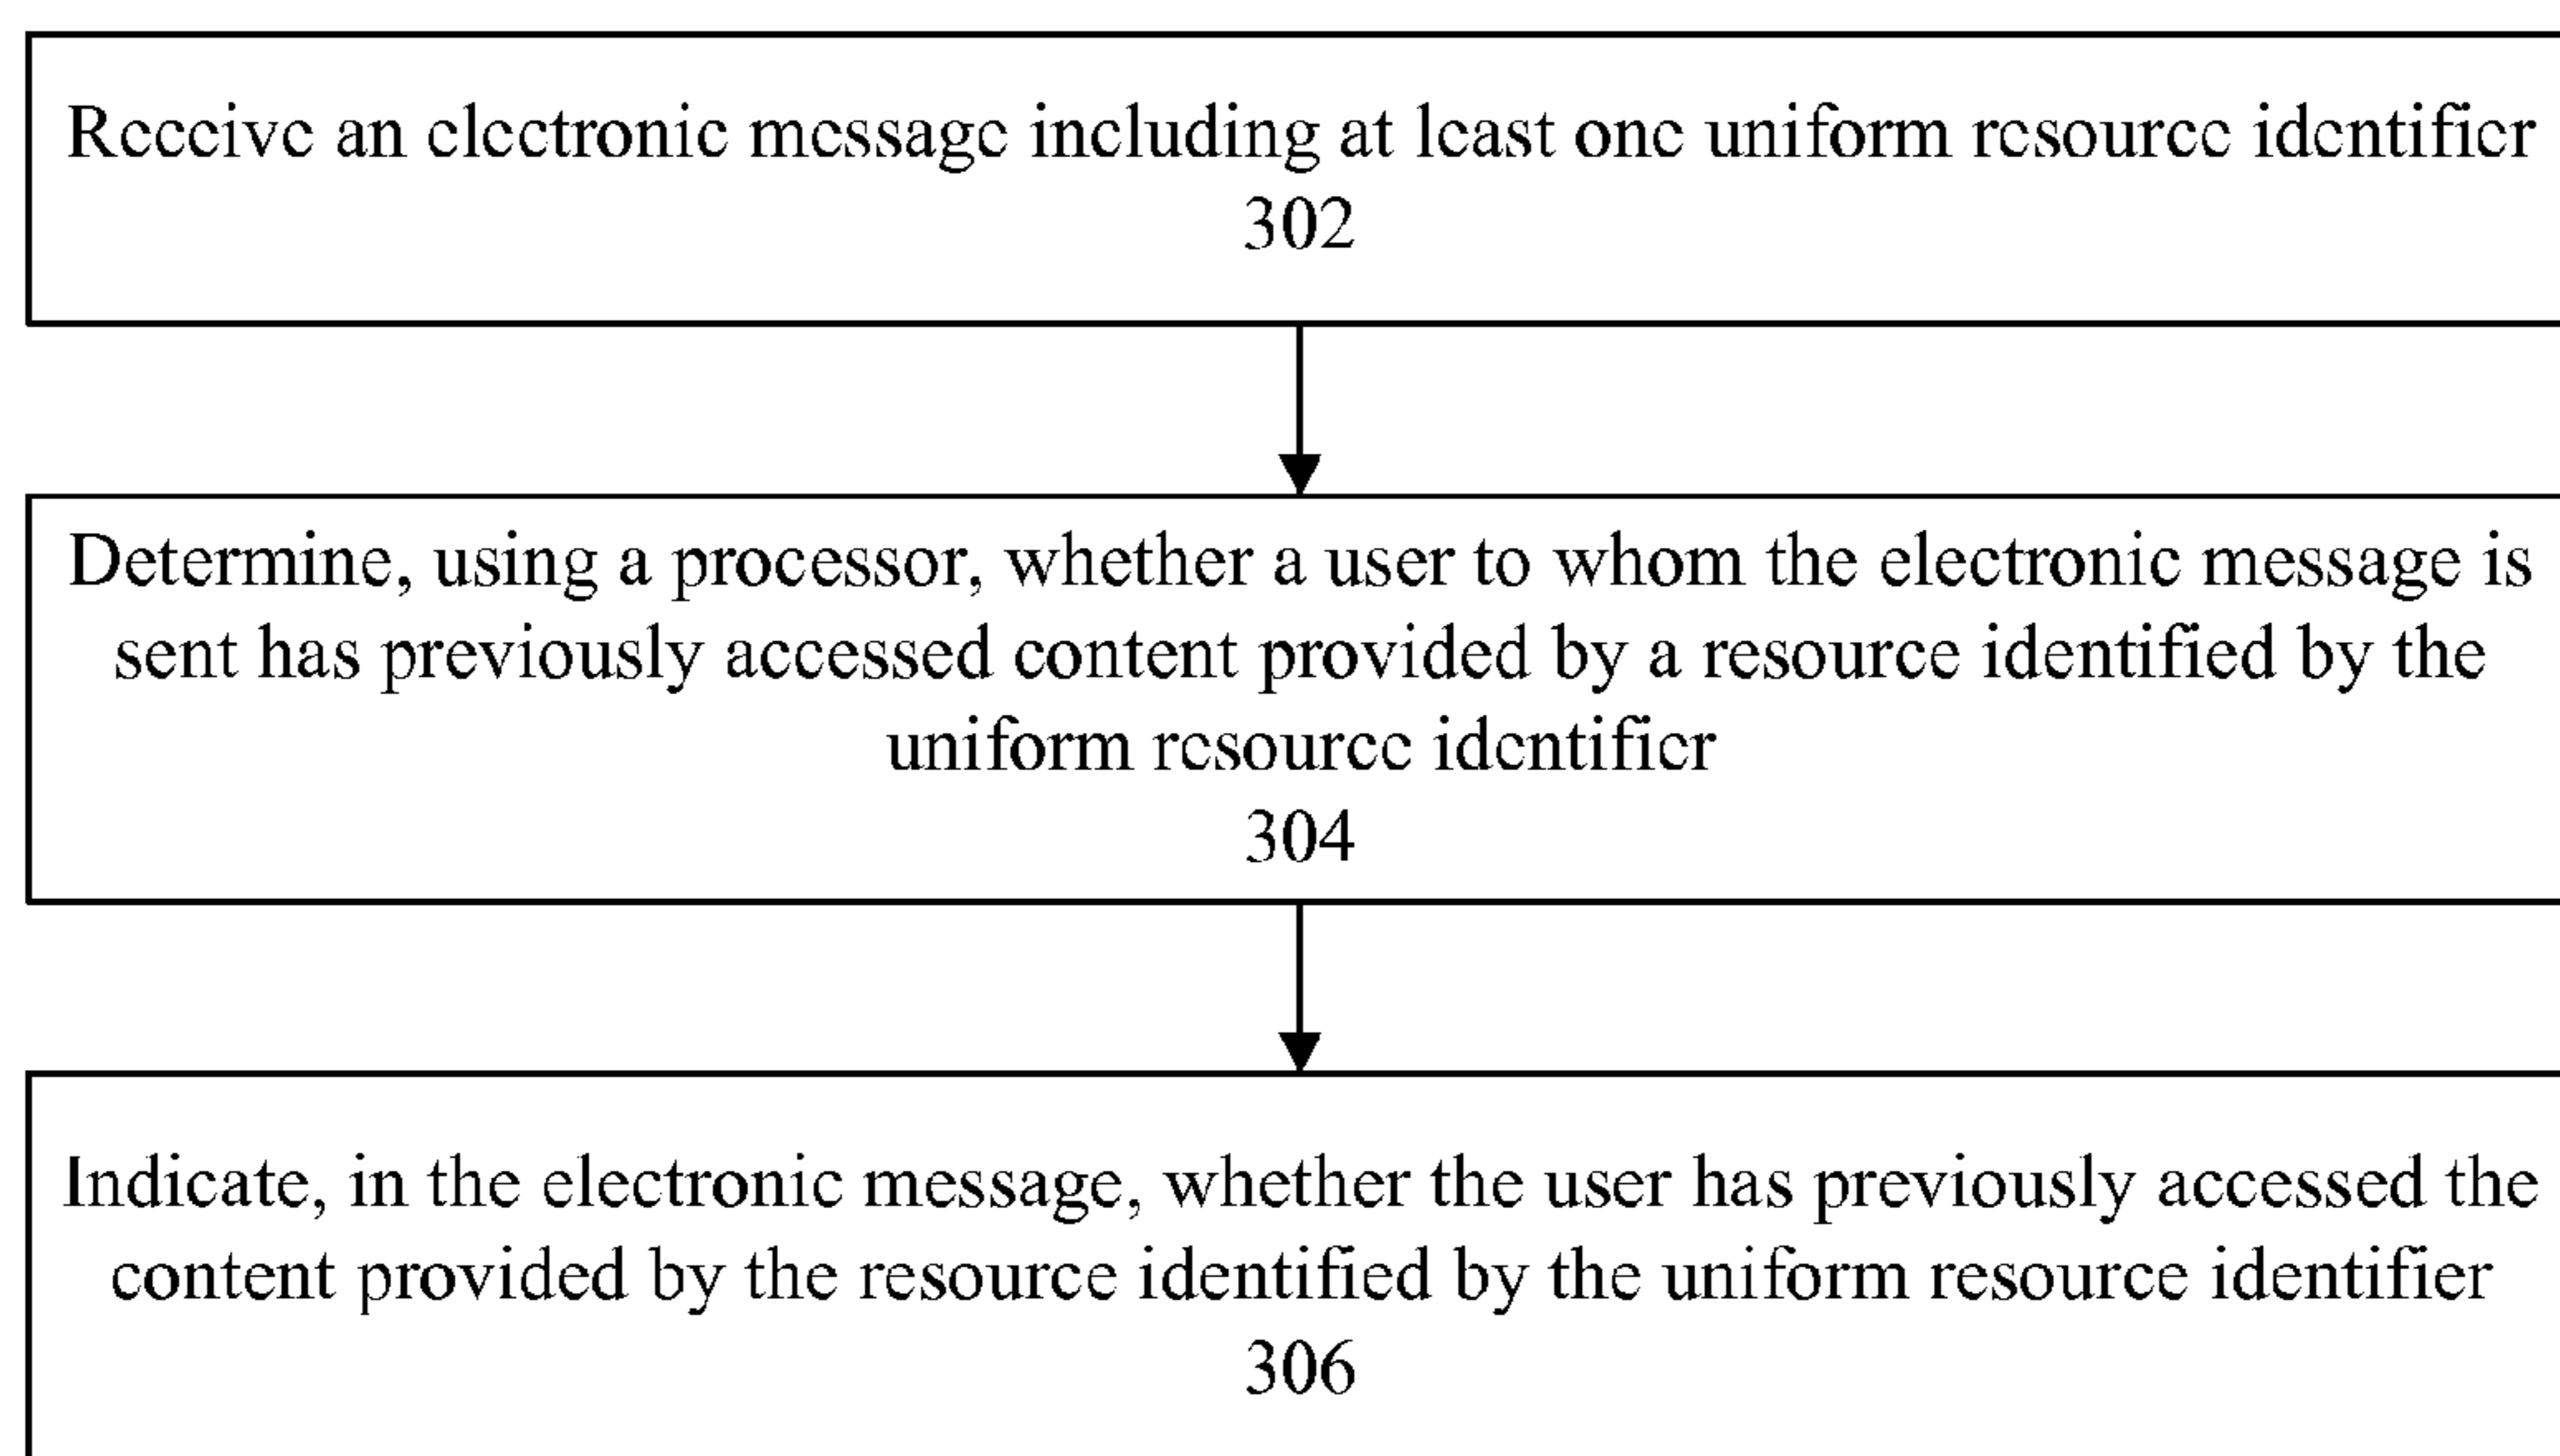 Receive an electronic message including at least one uniform resource identifier
302
Determine, using a processor, whether a user to whom the electronic message is
sent has previously accessed content provided by a resource identified by the
uniform resource identifier
304
Indicate, in the electronic message, whether the user has previously accessed the
content provided by the resource identified by the uniform resource identifier
306